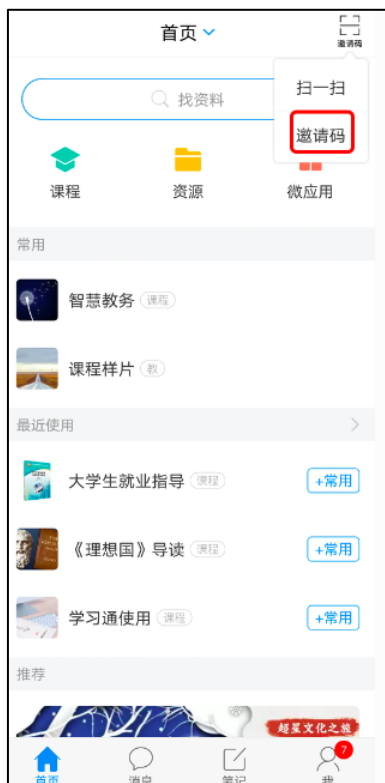 首页
邀请码
扫一扫
找资料
邀请码
课程
资源
微应用
常用
智慧教务 课程
课程样片 教
最近使用
大学生就业指导 课程 +常用
《理想国》导读 课程 +常用
学习通使用 课程 +常用
推荐
超星文化之旅
7
首页
消息
笔记
我